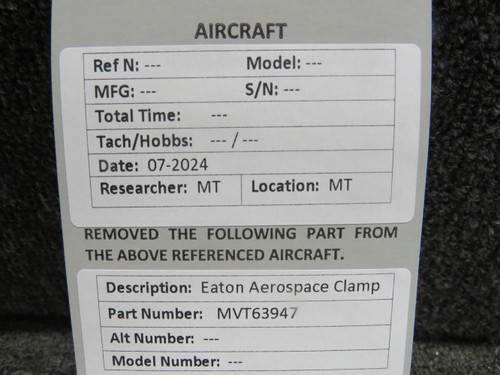 AIRCRAFT
Ref N: --- Model: ---
MFG: --- S/N: ---
Total Time: ---
Tach/Hobbs: --- / ---
Date: 07-2024
Researcher: MT Location: MT
REMOVED THE FOLLOWING PART FROM
THE ABOVE REFERENCED AIRCRAFT.
Description: Eaton Aerospace Clamp
Part Number: MVT63947
Alt Number: ---
Model Number: ---